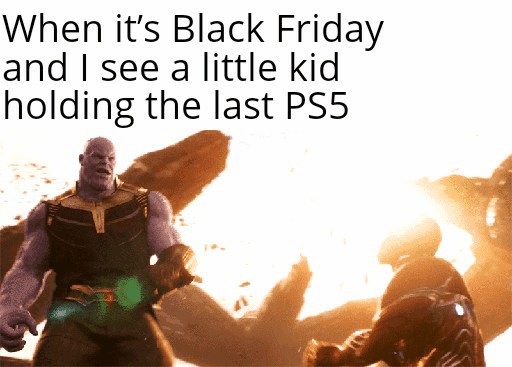 When it’s Black Friday
and I see a little kid
holding the last PS5